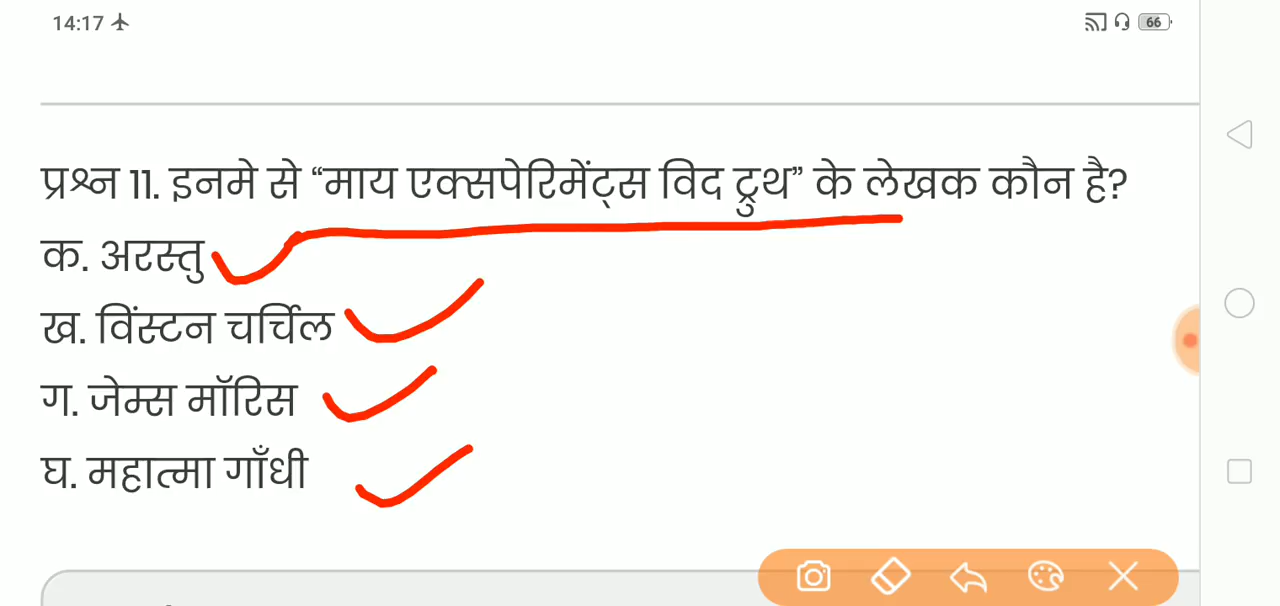 14:17
66
प्रश्न 11. इनमे से “माय एक्सपेरिमेंट्स विद ट्रुथ” के लेखक कौन है?
क. अरस्तु
ख. विंस्टन चर्चिल
ग. जेम्स मॉरिस
घ. महात्मा गाँधी